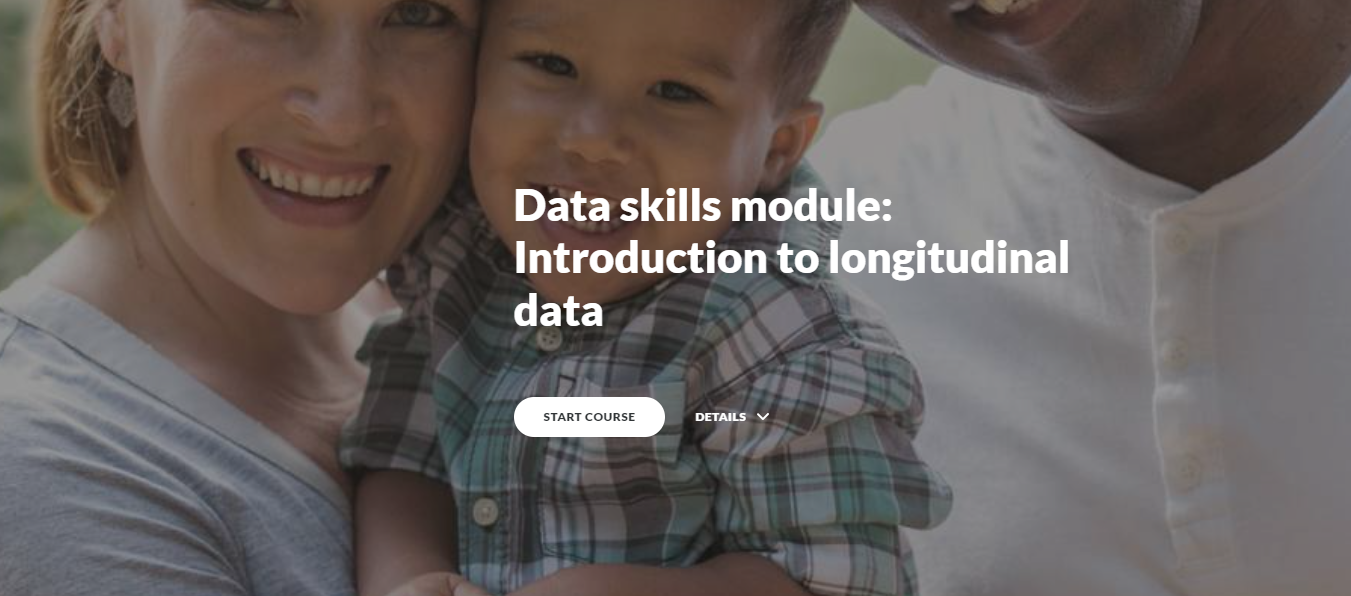 Data skills module:
Introduction to longitudinal
data
START COURSE
DETAILS